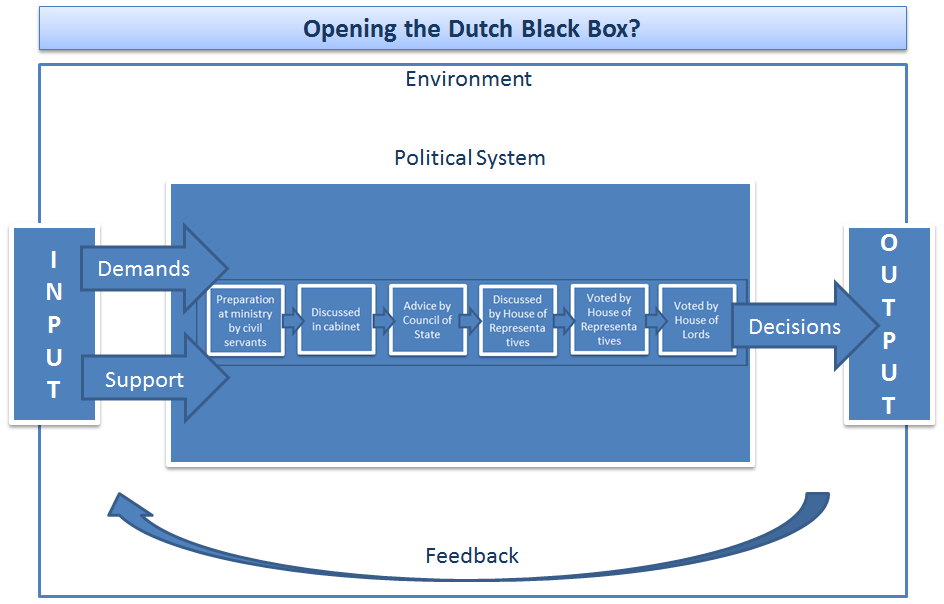 Opening the Dutch Black Box?
Environment
Political System
I
N
P
U
T
Demands
Support
Preparation
at ministry
by civil
servants
Discussed
in cabinet
Advice by
Council of
State
Discussed
by House of
Representa
tives
Voted by
House of
Representa
tives
Voted by
House of
Lords
Decisions
O
U
T
P
U
T
Feedback